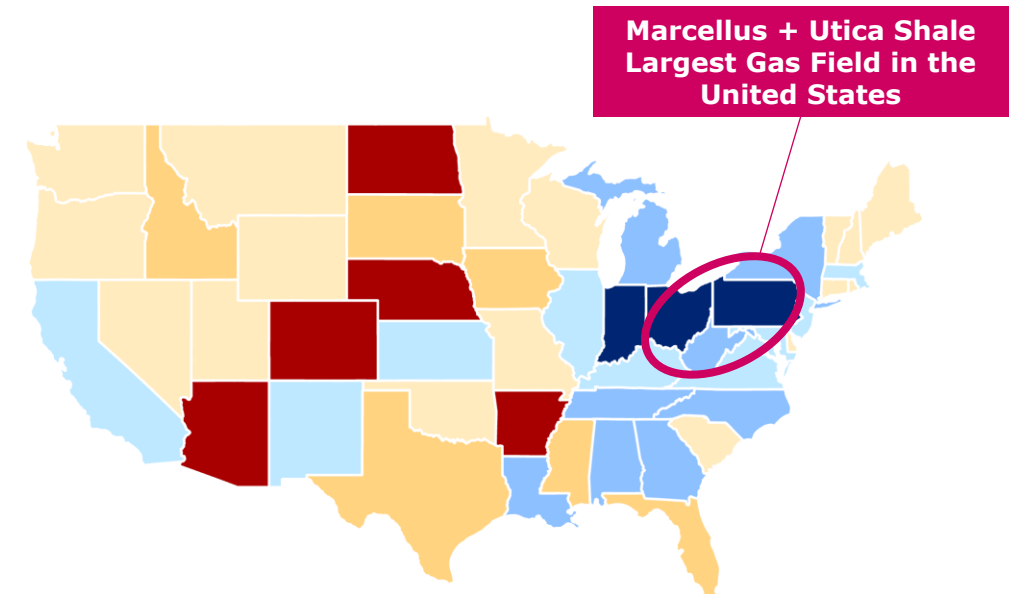 Marcellus + Utica Shale
Largest Gas Field in the
United States